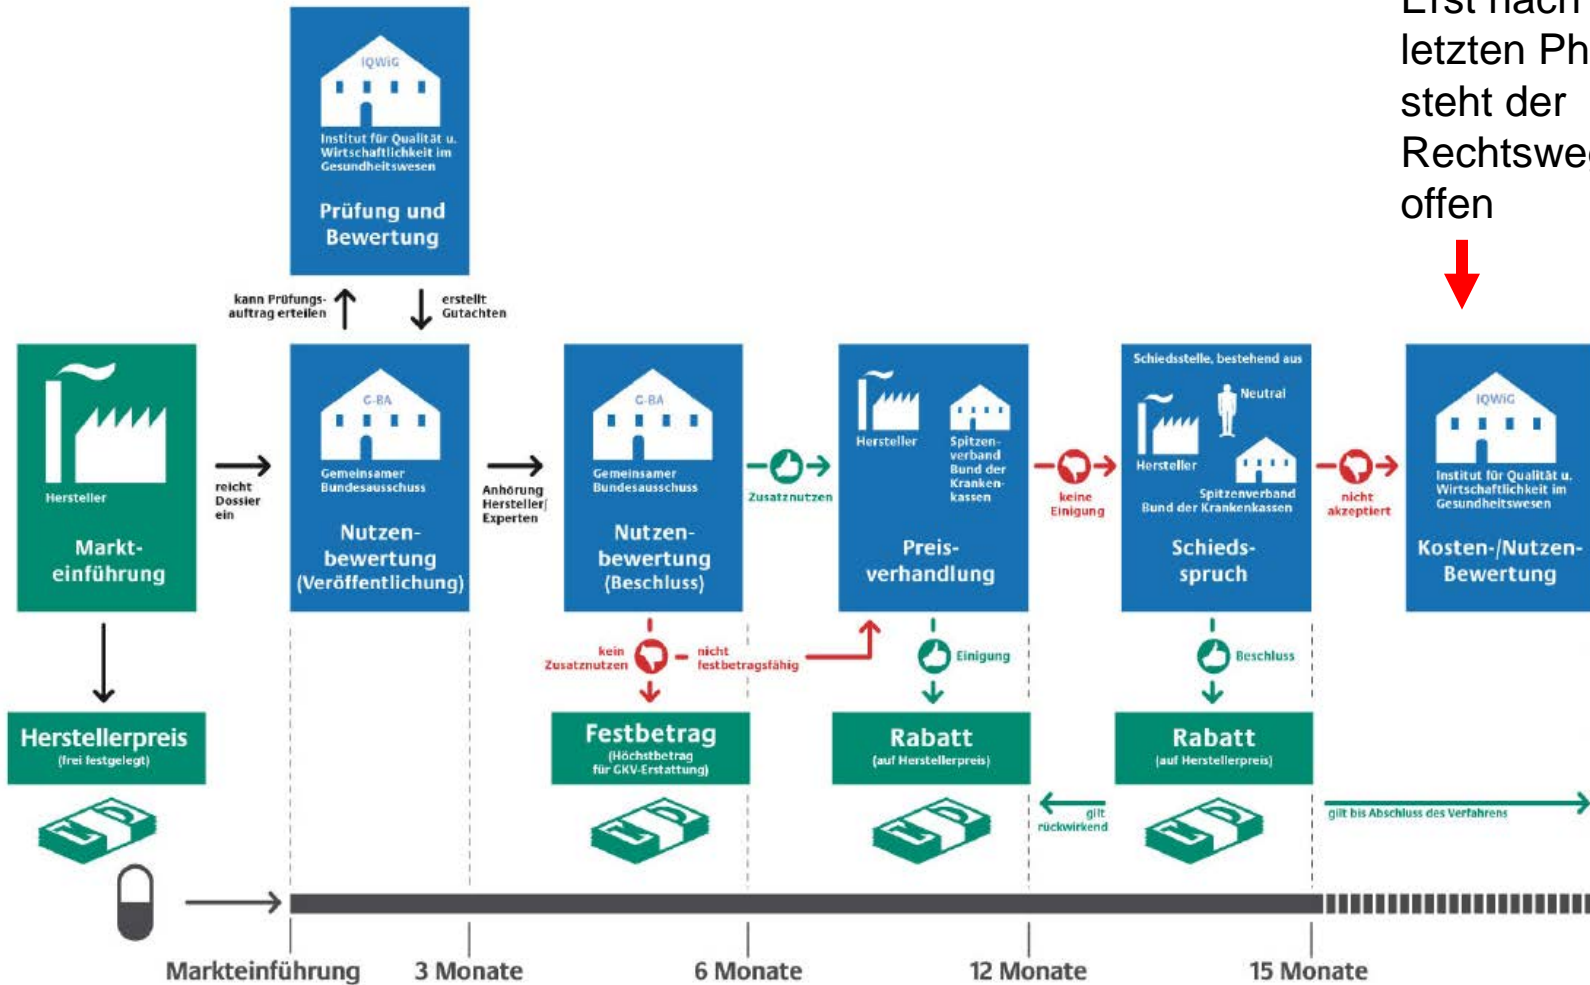 Erst nach
letzten Ph
steht der
Rechtsweg
offen
IQWiG
Institut für Qualität u.
Wirtschaftlichkeit im
Gesundheitswesen
Prüfung und
Bewertung
kann Prüfungs-
auftrag erteilen
erstellt
Gutachten
Hersteller
Markt-
einführung
reicht
Dossier
ein
G-BA
Gemeinsamer
Bundesausschuss
Nutzen-
bewertung
(Veröffentlichung)
Anhörung
Hersteller/
Experten
G-BA
Gemeinsamer
Bundesausschuss
Nutzen-
bewertung
(Beschluss)
Zusatznutzen
Hersteller
Spitzen-
verband
Bund der
Kranken-
kassen
Preis-
verhandlung
keine
Einigung
Schiedsstelle, bestehend aus
Neutral
Hersteller
Spitzenverband
Bund der Krankenkassen
Schieds-
spruch
nicht
akzeptiert
IQWiG
Institut für Qualität u.
Wirtschaftlichkeit im
Gesundheitswesen
Kosten-/Nutzen-
Bewertung
kein
Zusatznutzen
nicht
festbetragsfähig
Einigung
Beschluss
Herstellerpreis
(frei festgelegt)
Festbetrag
(Höchstbetrag
für GKV-Erstattung)
Rabatt
(auf Herstellerpreis)
Rabatt
(auf Herstellerpreis)
gilt
rückwirkend
gilt bis Abschluss des Verfahrens
Markteinführung
3 Monate
6 Monate
12 Monate
15 Monate